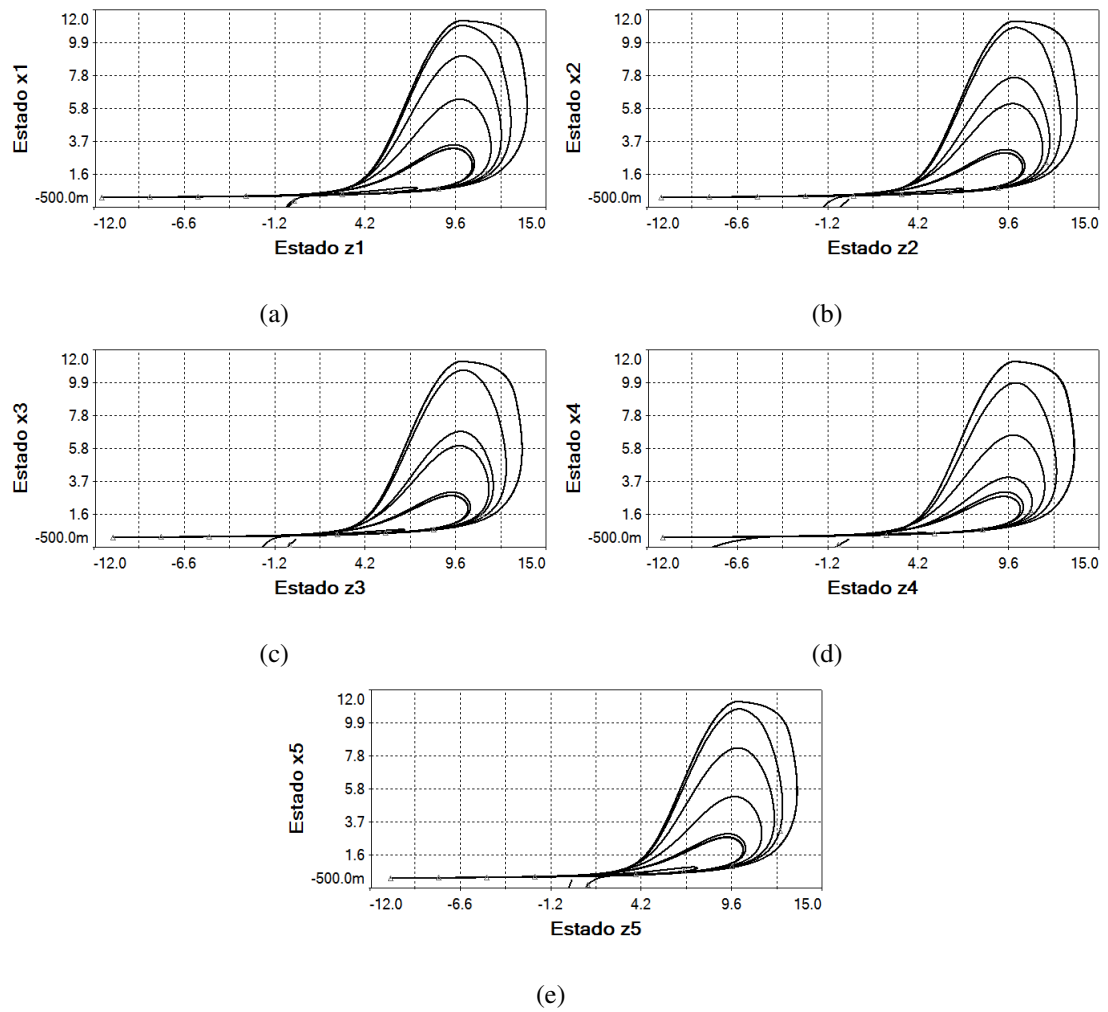 12.0
9.9
7.8
5.8
3.7
1.6
-500.0m
Estado x1
-12.0 -6.6 -1.2 4.2 9.6 15.0
Estado z1
(a)
12.0
9.9
7.8
5.8
3.7
1.6
-500.0m
Estado x2
-12.0 -6.6 -1.2 4.2 9.6 15.0
Estado z2
(b)
12.0
9.9
7.8
5.8
3.7
1.6
-500.0m
Estado x3
-12.0 -6.6 -1.2 4.2 9.6 15.0
Estado z3
(c)
12.0
9.9
7.8
5.8
3.7
1.6
-500.0m
Estado x4
-12.0 -6.6 -1.2 4.2 9.6 15.0
Estado z4
(d)
12.0
9.9
7.8
5.8
3.7
1.6
-500.0m
Estado x5
-12.0 -6.6 -1.2 4.2 9.6 15.0
Estado z5
(e)